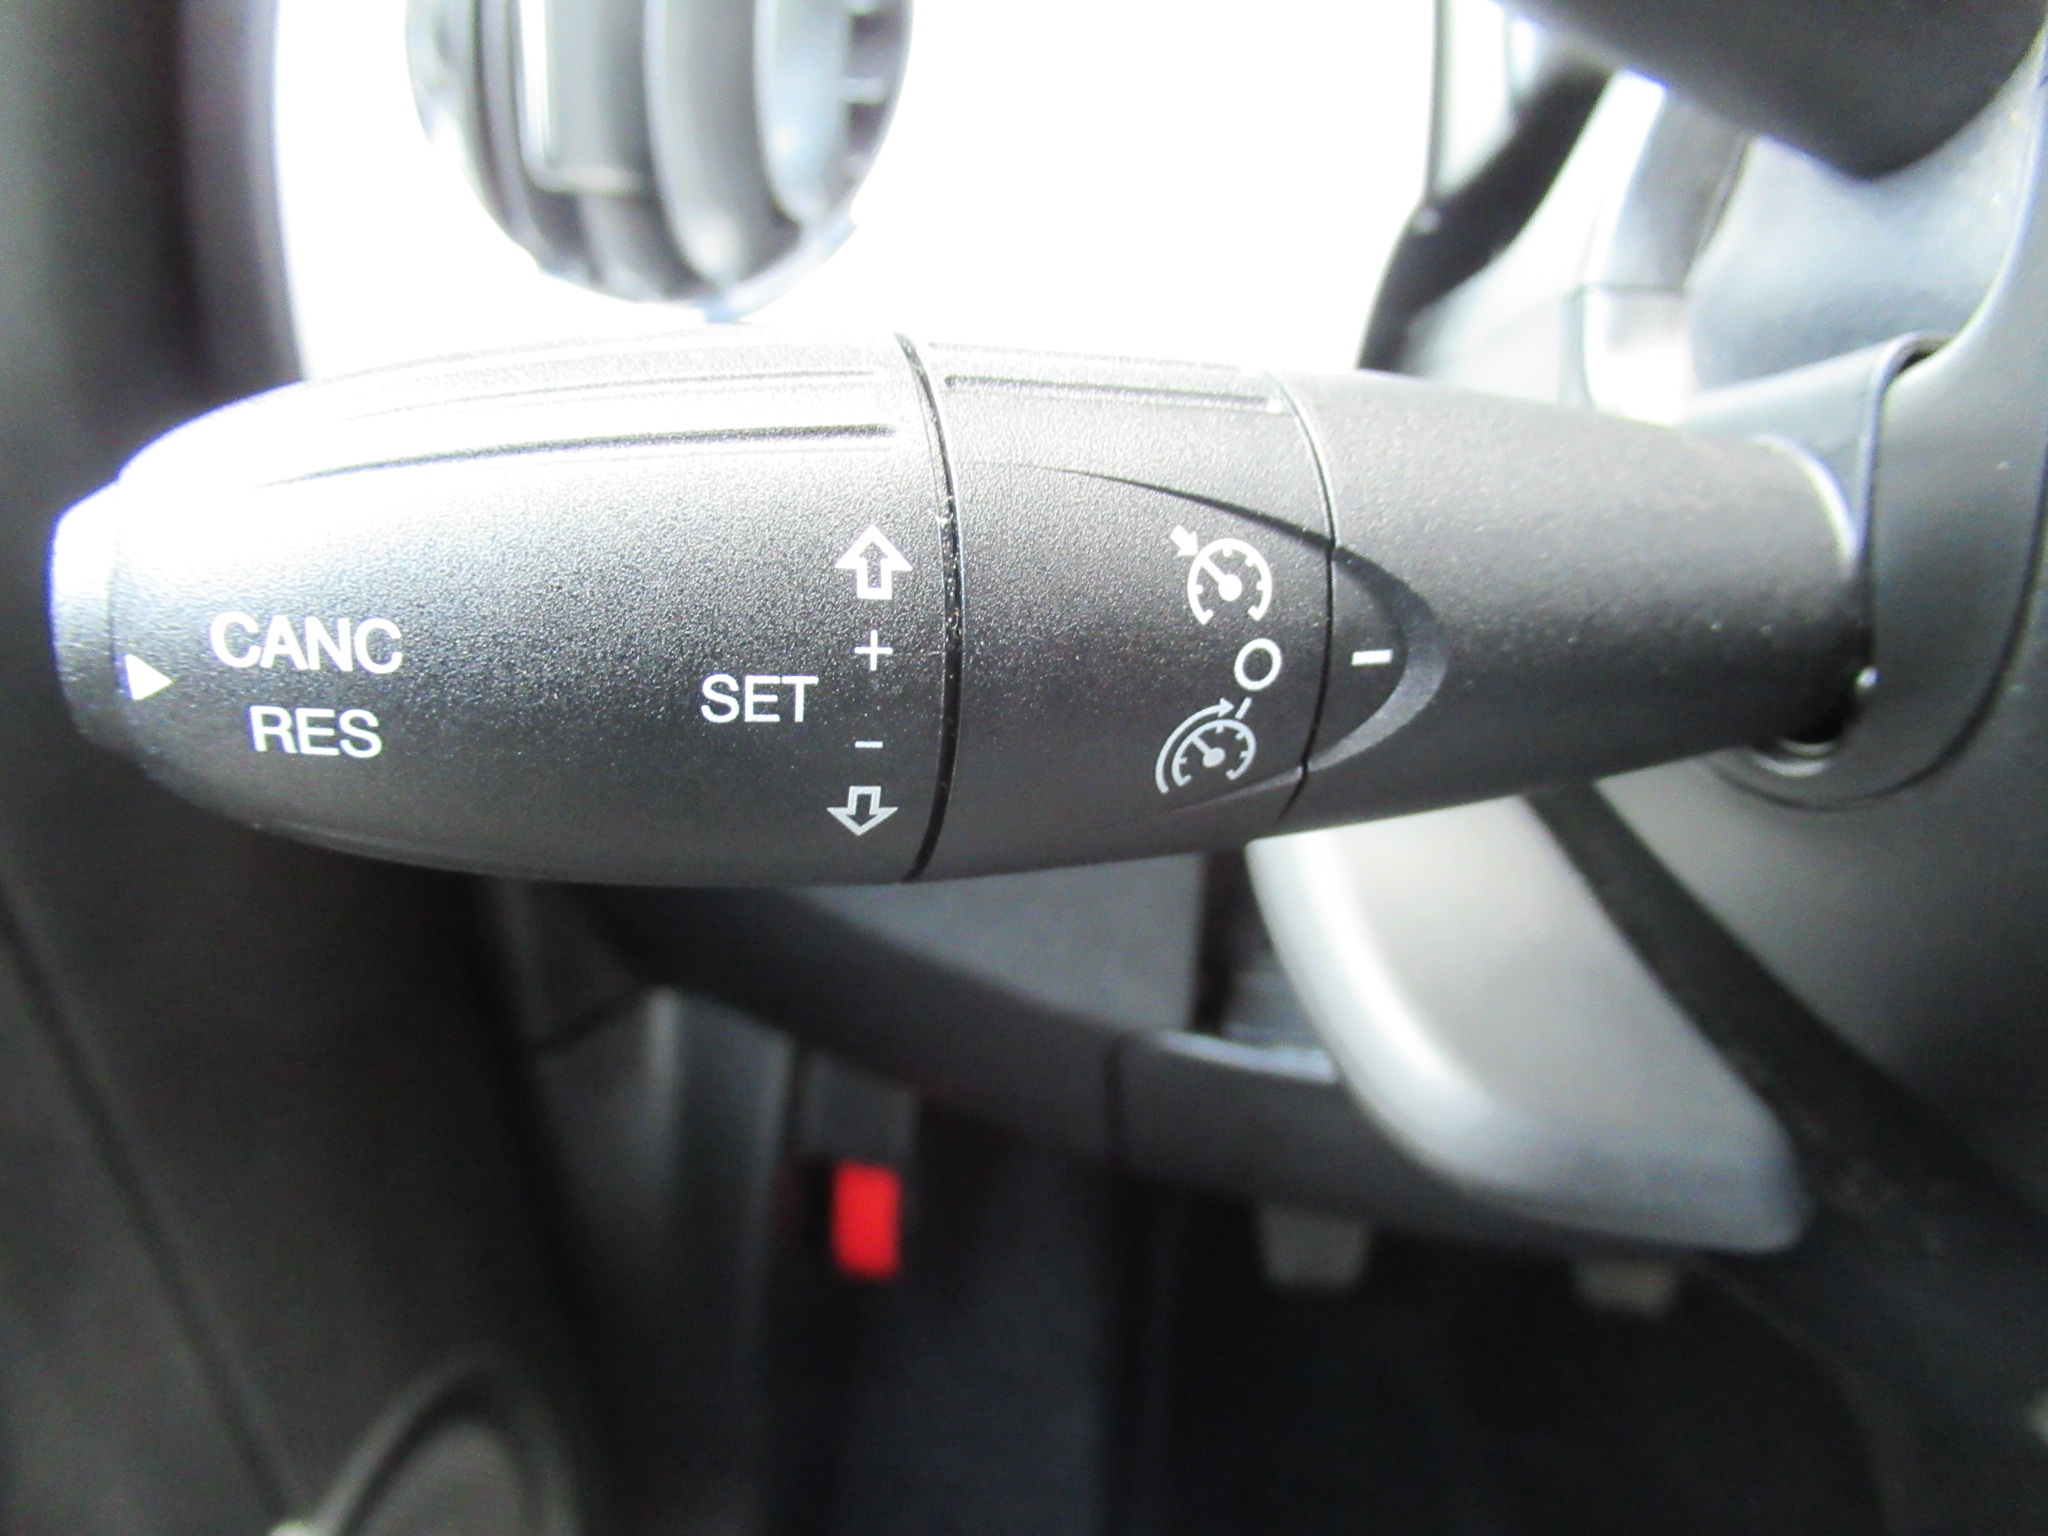 CANC
RES
SET
+
-